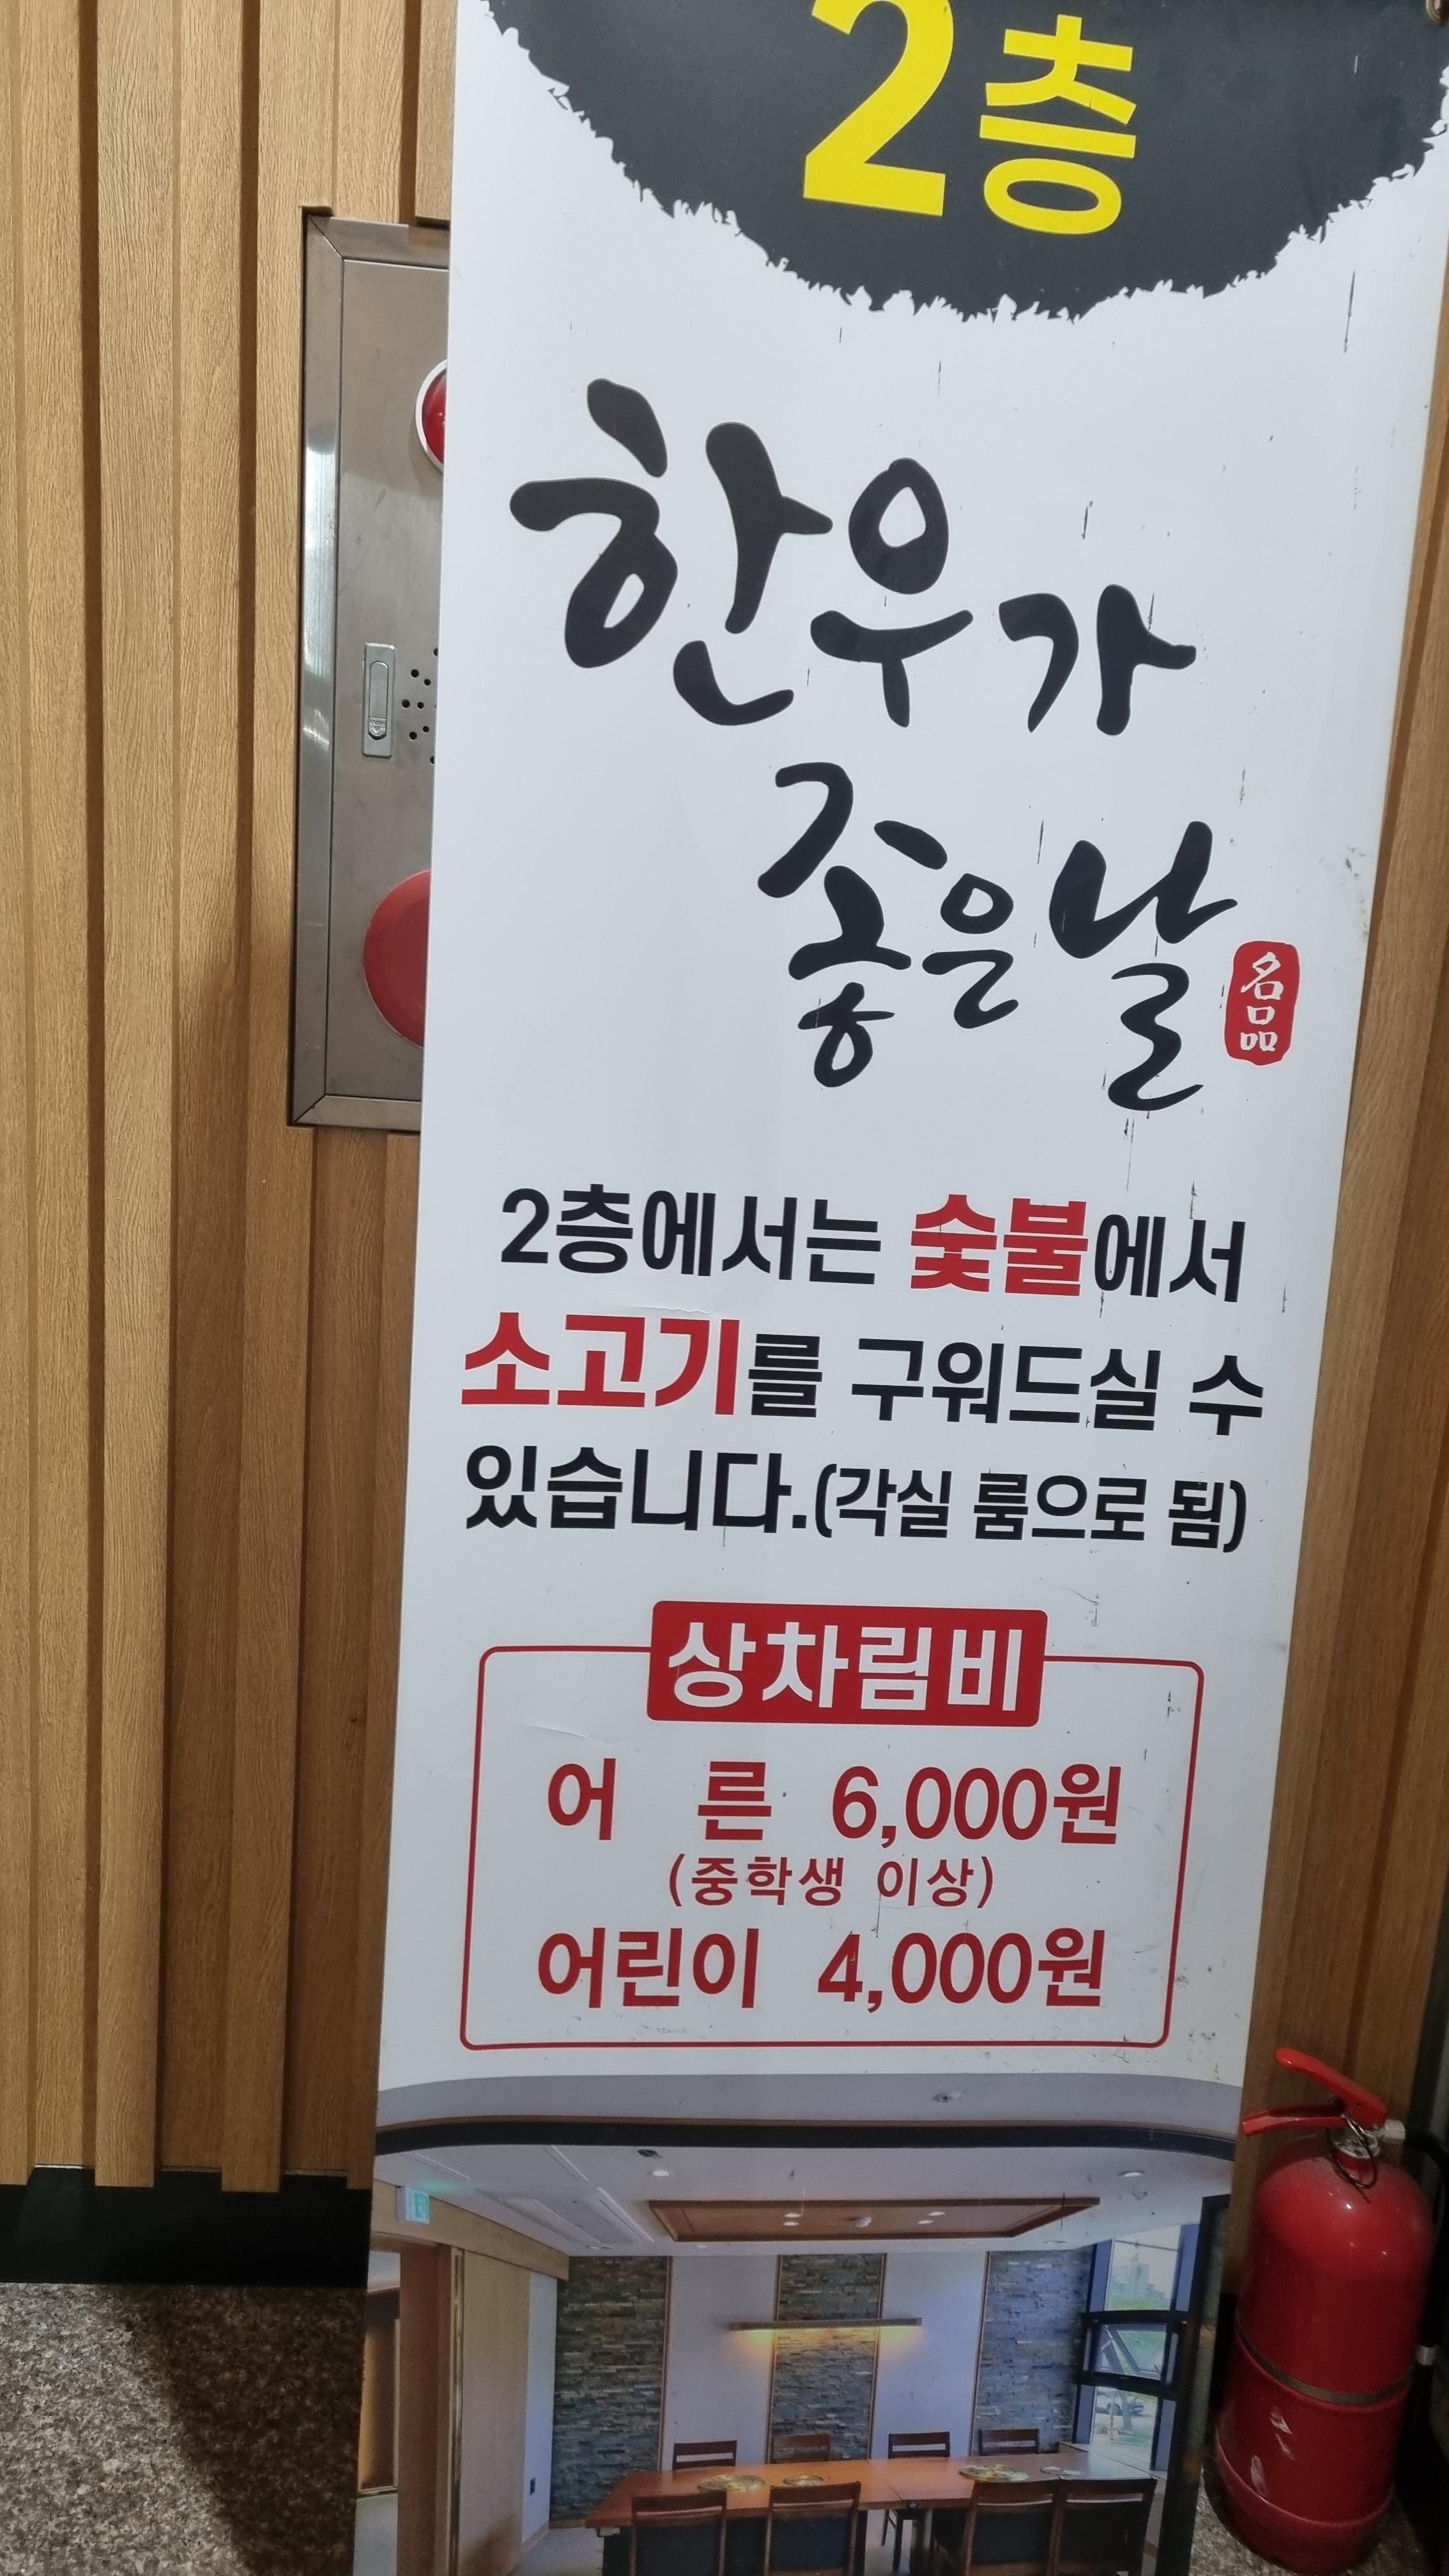 2층
한우가
좋은날
名品
2층에서는 숯불에서
소고기를 구워드실 수
있습니다.(각실 룸으로 됨)
상차림비
어 른 6,000원
(중학생 이상)
어린이 4,000원